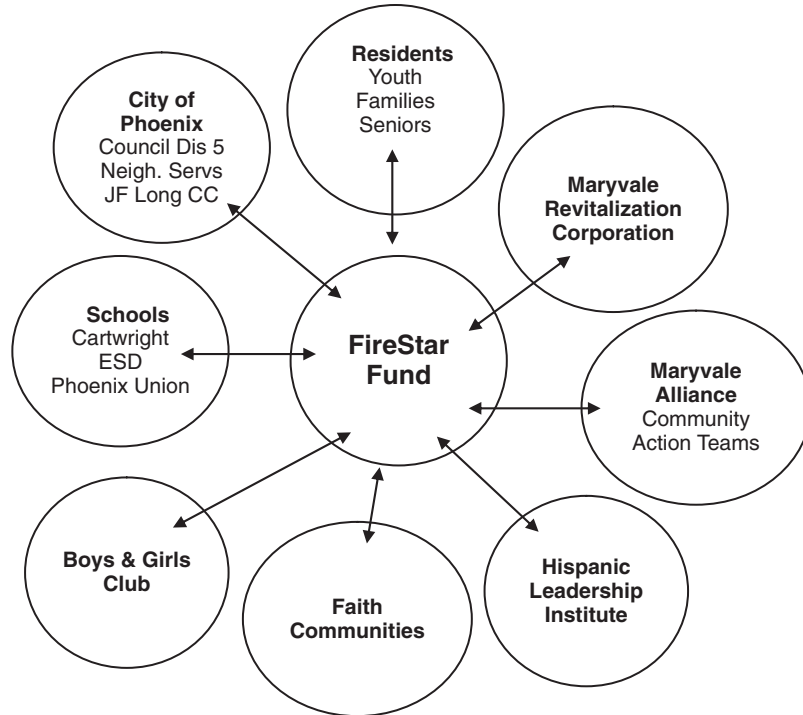 Residents
Youth
Families
Seniors
City of
Phoenix
Council Dis 5
Neigh. Servs
JF Long CC
Maryvale
Revitalization
Corporation
Schools
Cartwright
ESD
Phoenix Union
FireStar
Fund
Maryvale
Alliance
Community
Action Teams
Boys & Girls
Club
Faith
Communities
Hispanic
Leadership
Institute